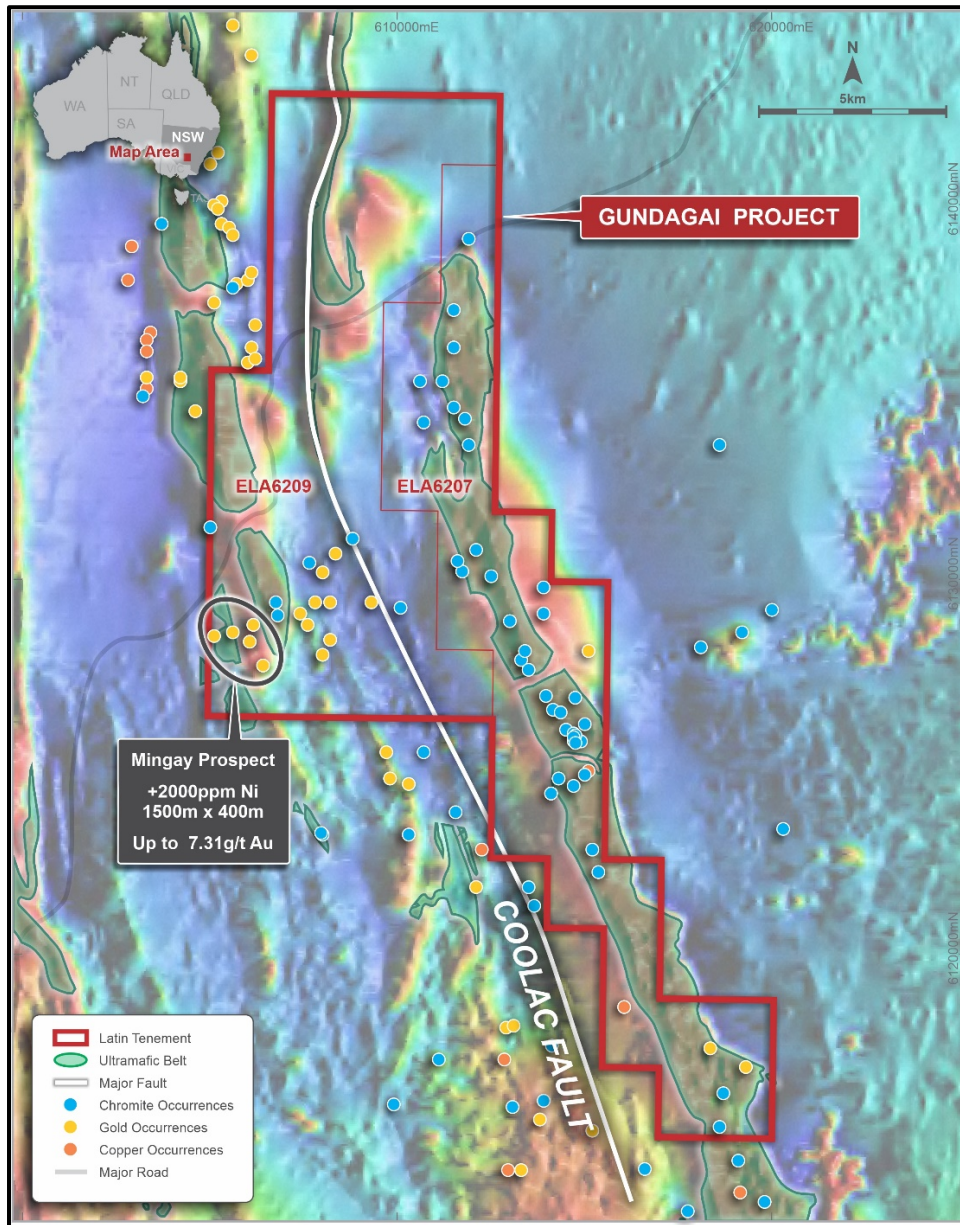 610000mE
620000mE
N
5km
WA
NT
QLD
SA
NSW
Map Area
TAS
6140000mN
GUNDAGAI PROJECT
ELA6209
ELA6207
6130000mN
Mingay Prospect
+2000ppm Ni
1500m x 400m
Up to 7.31g/t Au
COOLAC FAULT
6120000mN
Latin Tenement
Ultramafic Belt
Major Fault
Chromite Occurrences
Gold Occurrences
Copper Occurrences
Major Road